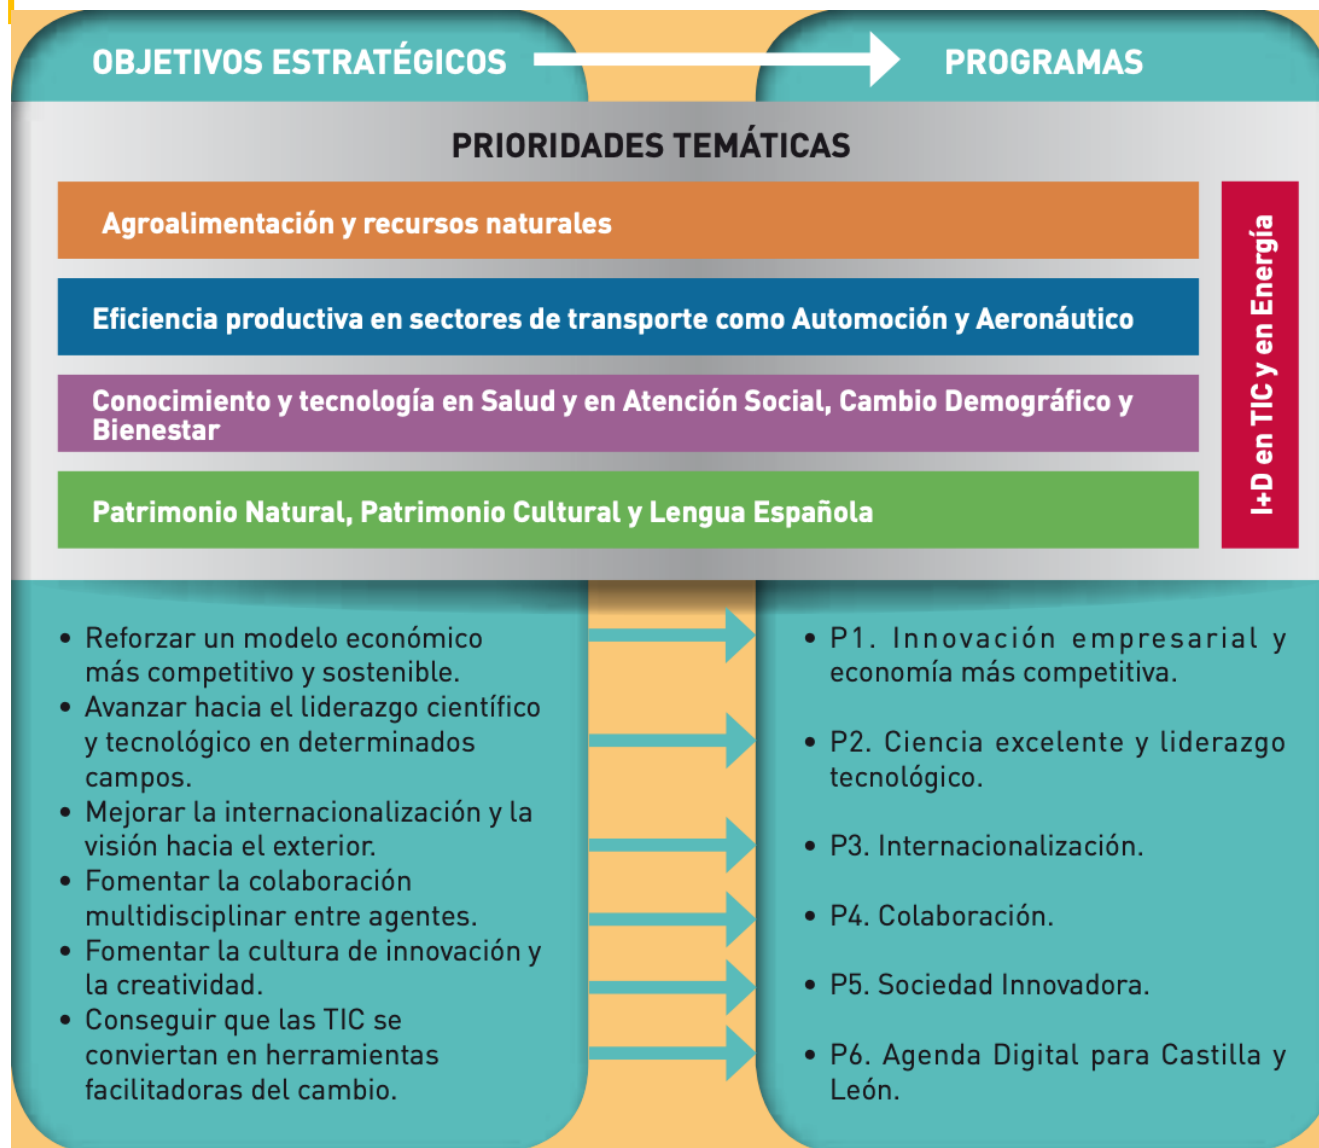 OBJETIVOS ESTRATÉGICOS
PROGRAMAS
PRIORIDADES TEMÁTICAS
Agroalimentación y recursos naturales
Eficiencia productiva en sectores de transporte como Automoción y Aeronáutico
Conocimiento y tecnología en Salud y en Atención Social, Cambio Demográfico y
Bienestar
Patrimonio Natural, Patrimonio Cultural y Lengua Española
I+D en TIC y en Energía
• Reforzar un modelo económico
más competitivo y sostenible.
• Avanzar hacia el liderazgo científico
y tecnológico en determinados
campos.
• Mejorar la internacionalización y la
visión hacia el exterior.
• Fomentar la colaboración
multidisciplinar entre agentes.
• Fomentar la cultura de innovación y
la creatividad.
• Conseguir que las TIC se
conviertan en herramientas
facilitadoras del cambio.
• P1. Innovación empresarial y
economía más competitiva.
• P2. Ciencia excelente y liderazgo
tecnológico.
• P3. Internacionalización.
• P4. Colaboración.
• P5. Sociedad Innovadora.
• P6. Agenda Digital para Castilla y
León.